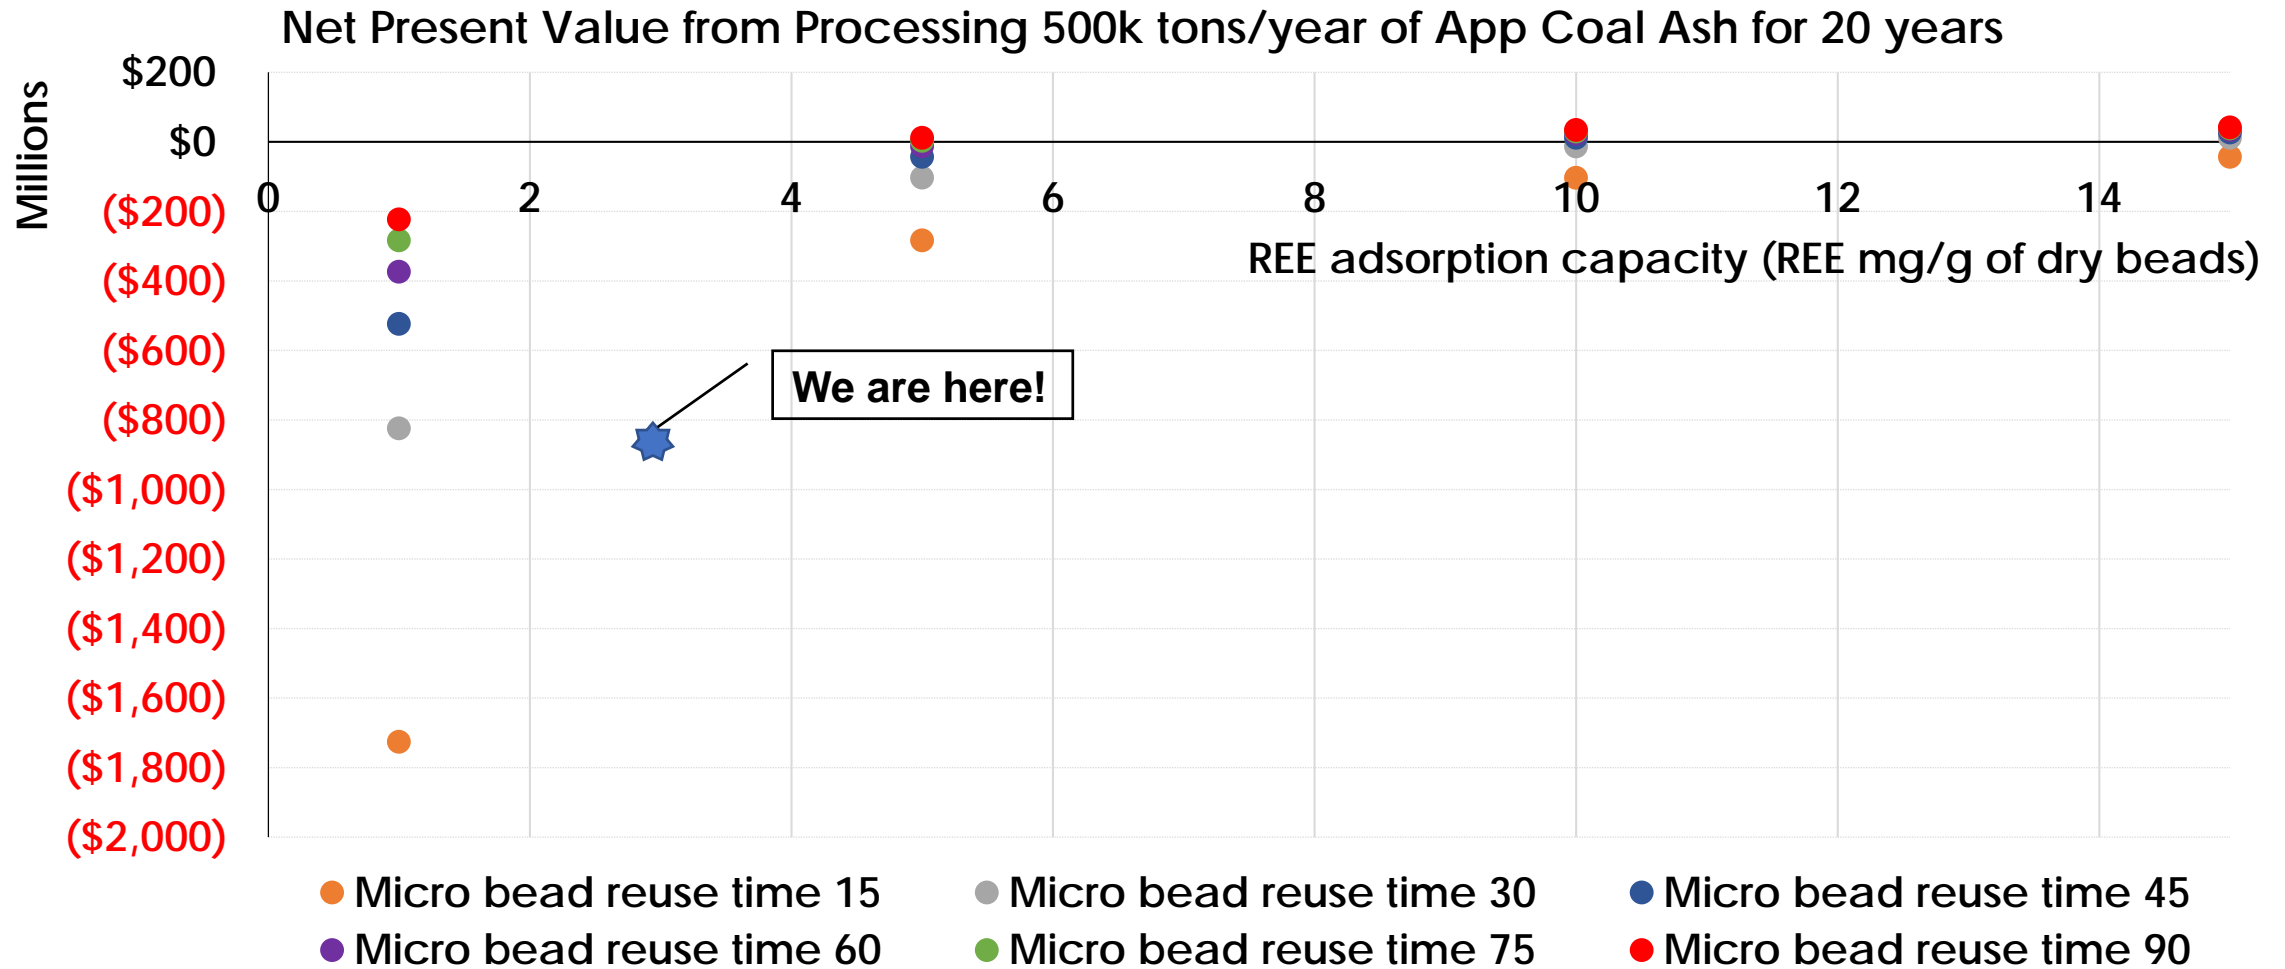 Net Present Value from Processing 500k tons/year of App Coal Ash for 20 years
Millions
$200
$0
($200)
($400)
($600)
($800)
($1,000)
($1,200)
($1,400)
($1,600)
($1,800)
($2,000)
0 2 4 6 8 10 12 14
REE adsorption capacity (REE mg/g of dry beads)
We are here!
Micro bead reuse time 15 Micro bead reuse time 30 Micro bead reuse time 45
Micro bead reuse time 60 Micro bead reuse time 75 Micro bead reuse time 90